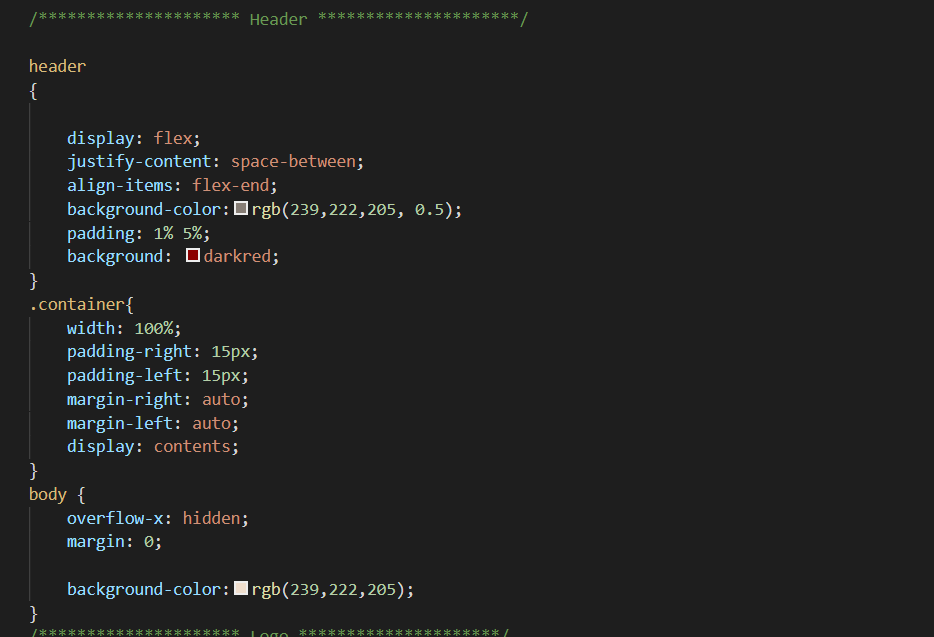 /********************* Header *********************/
header
{
display: flex;
justify-content: space-between;
align-items: flex-end;
background-color:rgb(239,222,205, 0.5);
padding: 1% 5%;
background: darkred;
}
.container{
width: 100%;
padding-right: 15px;
padding-left: 15px;
margin-right: auto;
margin-left: auto;
display: contents;
}
body {
overflow-x: hidden;
margin: 0;
background-color:rgb(239,222,205);
}
/********************* Logo *********************/